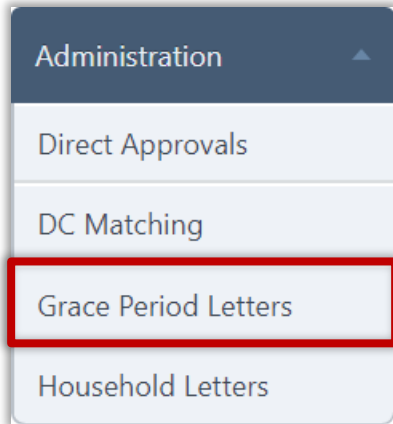 Administration
Direct Approvals
DC Matching
Grace Period Letters
Household Letters